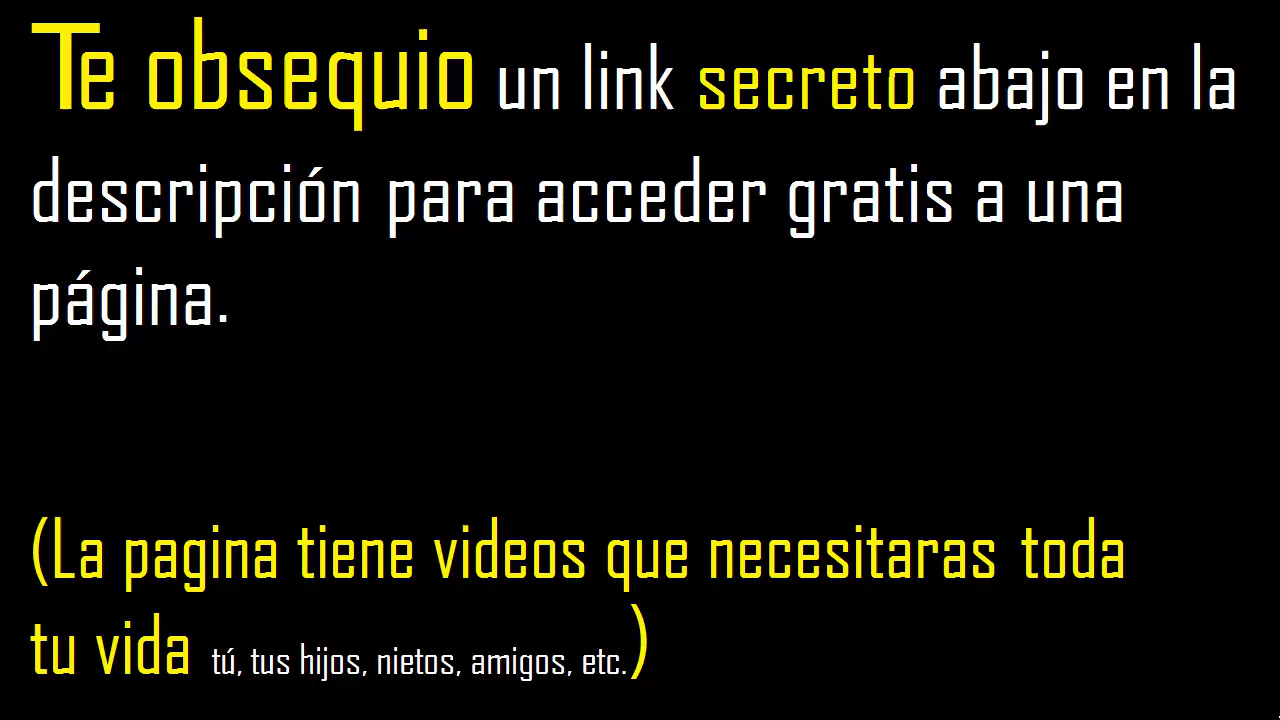 Te obsequio un link secreto abajo en la
descripción para acceder gratis a una
página.
(La pagina tiene videos que necesitaras toda
tu vida tú, tus hijos, nietos, amigos, etc.)